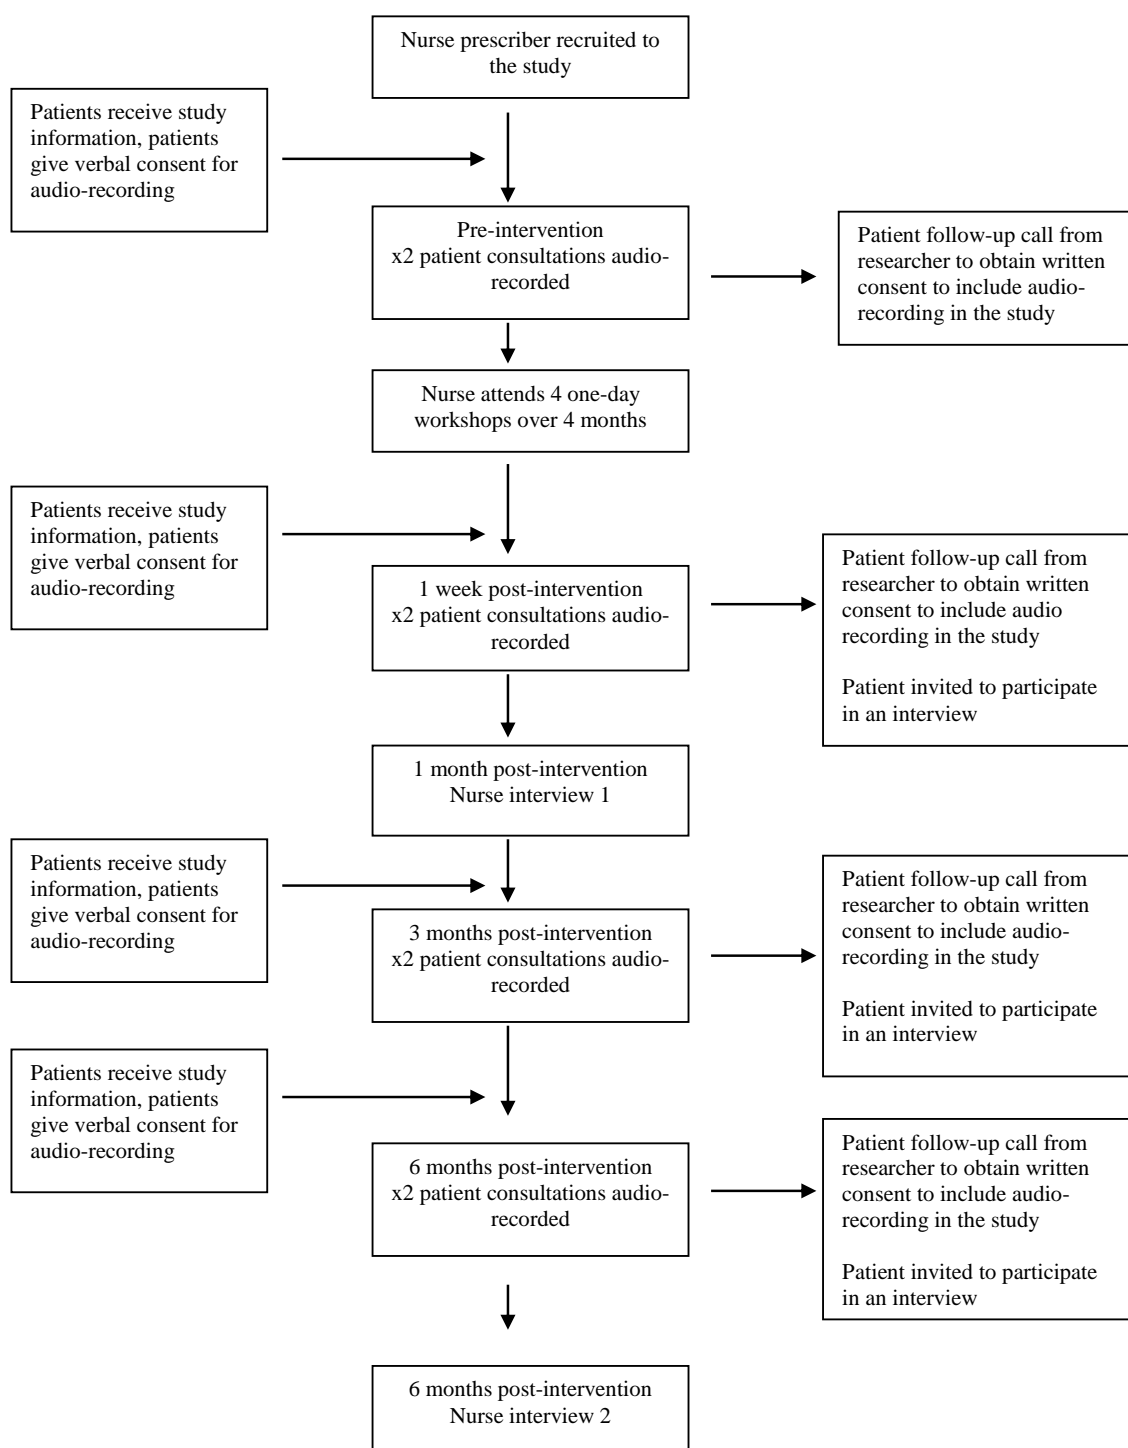 Nurse prescriber recruited to
the study
Patients receive study
information, patients
give verbal consent for
audio-recording
Pre-intervention
x2 patient consultations audio-
recorded
Patient follow-up call from
researcher to obtain written
consent to include audio-
recording in the study
Nurse attends 4 one-day
workshops over 4 months
Patients receive study
information, patients
give verbal consent for
audio-recording
1 week post-intervention
x2 patient consultations audio-
recorded
Patient follow-up call from
researcher to obtain written
consent to include audio
recording in the study
Patient invited to participate
in an interview
1 month post-intervention
Nurse interview 1
Patients receive study
information, patients
give verbal consent for
audio-recording
3 months post-intervention
x2 patient consultations audio-
recorded
Patient follow-up call from
researcher to obtain written
consent to include audio-
recording in the study
Patient invited to participate
in an interview
Patients receive study
information, patients
give verbal consent for
audio-recording
6 months post-intervention
x2 patient consultations audio-
recorded
Patient follow-up call from
researcher to obtain written
consent to include audio-
recording in the study
Patient invited to participate
in an interview
6 months post-intervention
Nurse interview 2